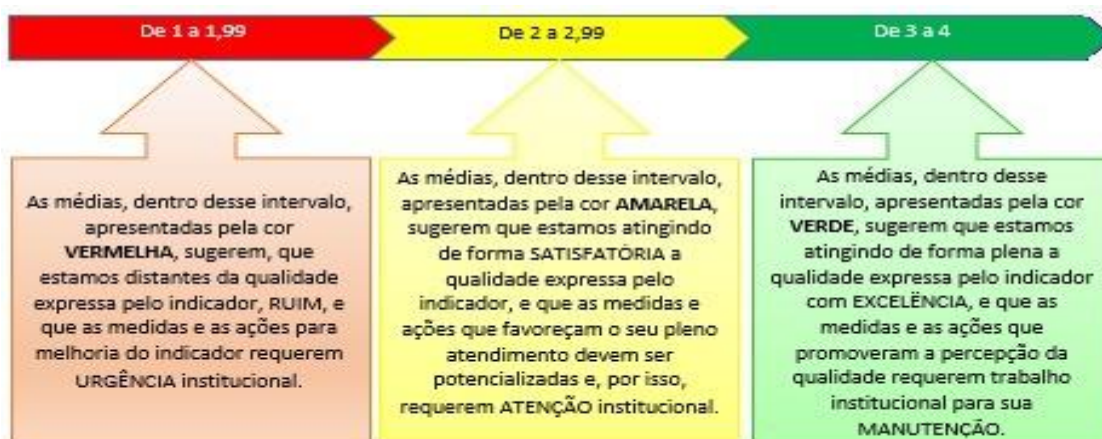 De 1 a 1,99
De 2 a 2,99
De 3 a 4
As médias, dentro desse intervalo,
apresentadas pela cor
VERMELHA, sugerem, que
estamos distantes da qualidade
expressa pelo indicador, RUIM, e
que as medidas e as ações para
melhoria do indicador requerem
URGÊNCIA institucional.
As médias, dentro desse intervalo,
apresentadas pela cor AMARELA,
sugerem que estamos atingindo
de forma SATISFATÓRIA a
qualidade expressa pelo
indicador, e que as medidas e
ações que favoreçam o seu pleno
atendimento devem ser
potencializadas e, por isso,
requerem ATENÇÃO institucional.
As médias, dentro desse
intervalo, apresentadas pela cor
VERDE, sugerem que estamos
atingindo de forma plena a
qualidade expressa pelo indicador
com EXCELÊNCIA, e que as
medidas e as ações que
promoveram a percepção da
qualidade requerem trabalho
institucional para sua
MANUTENÇÃO.